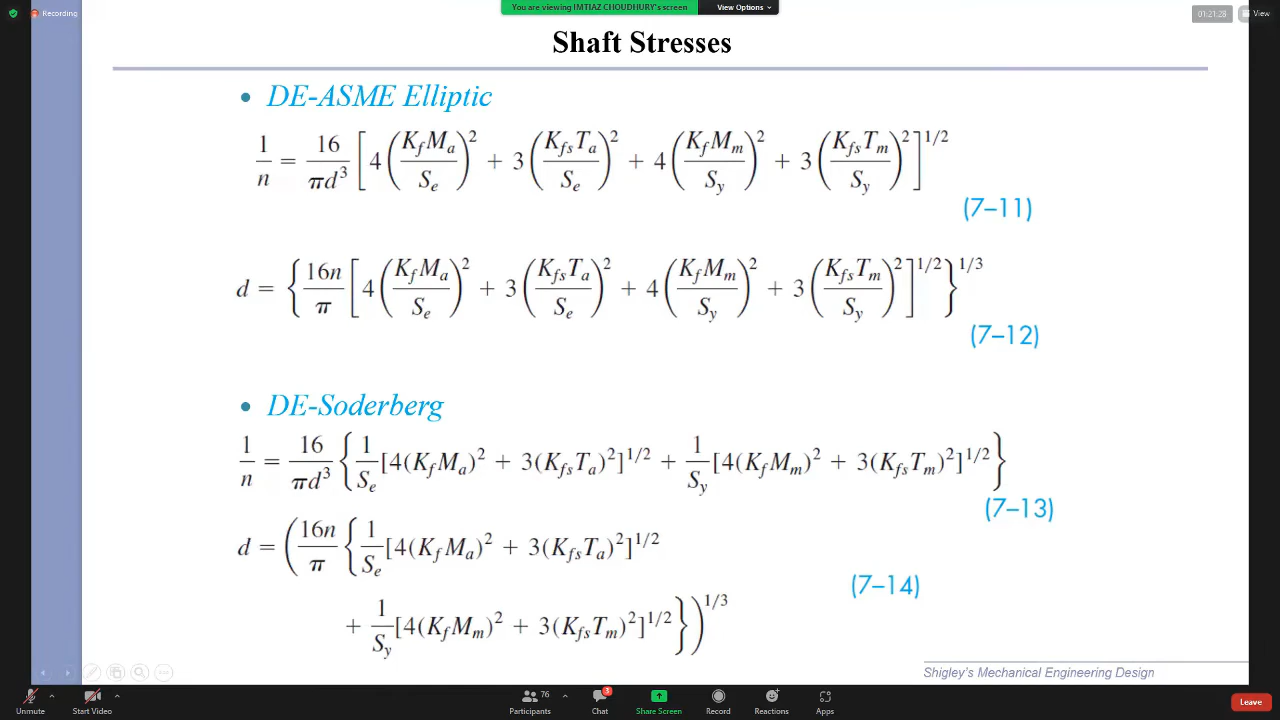 Recording
You are viewing IMTIAZ CHOUDHURY's screen
View Options
01:21:28
View
Shaft Stresses
• DE-ASME Elliptic
1/n = 16/πd³ [4(K_f M_a/S_e)² + 3(K_fs T_a/S_e)² + 4(K_f M_m/S_y)² + 3(K_fs T_m/S_y)²]^1/2
(7–11)
d = {16n/π [4(K_f M_a/S_e)² + 3(K_fs T_a/S_e)² + 4(K_f M_m/S_y)² + 3(K_fs T_m/S_y)²]^1/2}^1/3
(7–12)
• DE-Soderberg
1/n = 16/πd³ {1/S_e [4(K_f M_a)² + 3(K_fs T_a)²]^1/2 + 1/S_y [4(K_f M_m)² + 3(K_fs T_m)²]^1/2}
(7–13)
d = (16n/π {1/S_e [4(K_f M_a)² + 3(K_fs T_a)²]^1/2
(7–14)
+ 1/S_y [4(K_f M_m)² + 3(K_fs T_m)²]^1/2})^1/3
Shigley's Mechanical Engineering Design
Unmute
Start Video
76
Participants
3
Chat
Share Screen
Record
Reactions
Apps
Leave